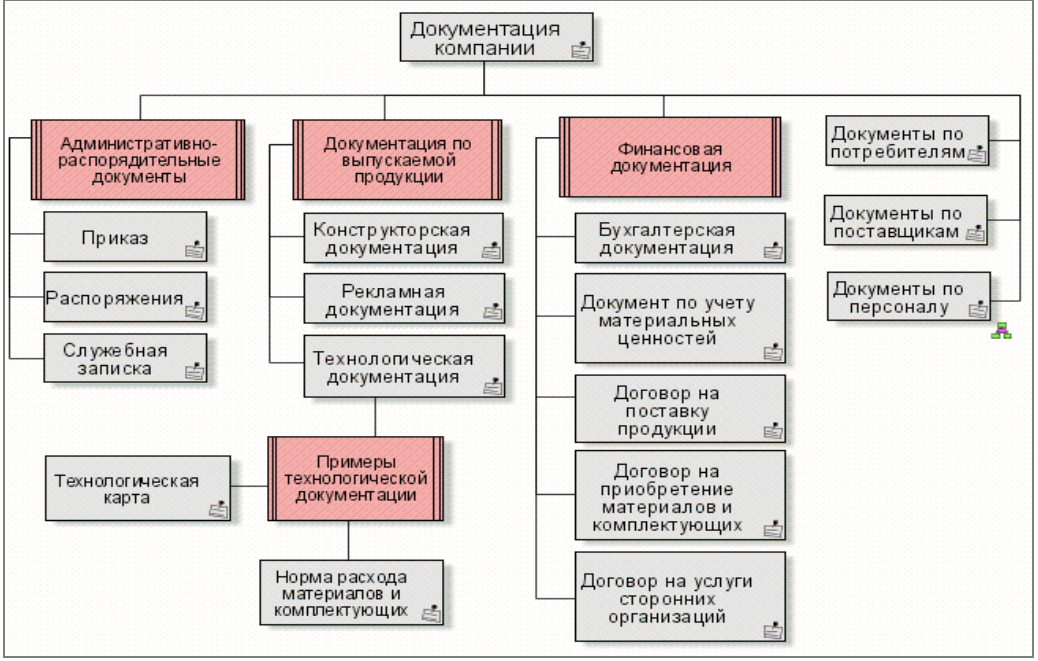 Документация
компании
Административно-
распорядительные
документы
Приказ
Распоряжения
Служебная
записка
Документация по
выпускаемой
продукции
Конструкторская
документация
Рекламная
документация
Технологическая
документация
Примеры
технологической
документации
Технологическая
карта
Норма расхода
материалов и
комплектующих
Финансовая
документация
Бухгалтерская
документация
Документ по учету
материальных
ценностей
Договор на
поставку
продукции
Договор на
приобретение
материалов и
комплектующих
Договор на услуги
сторонних
организаций
Документы по
потребителям
Документы по
поставщикам
Документы по
персоналу